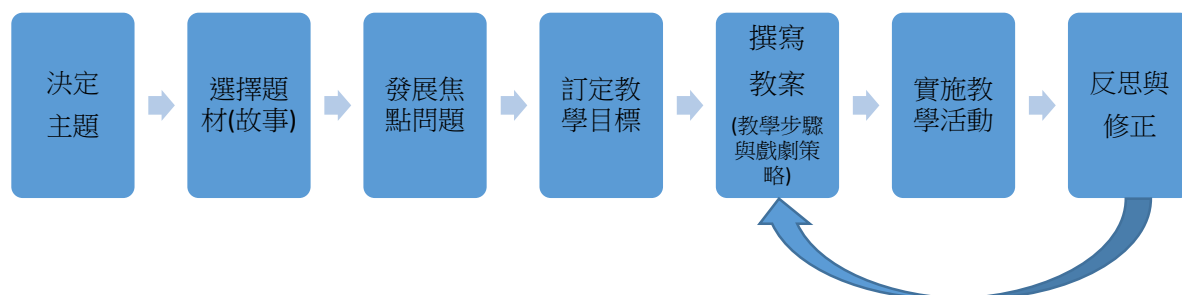 決定
主題
選擇題
材(故事)
發展焦
點問題
訂定教
學目標
撰寫
教案
(教學步驟
與戲劇策
略)
實施教
學活動
反思與
修正